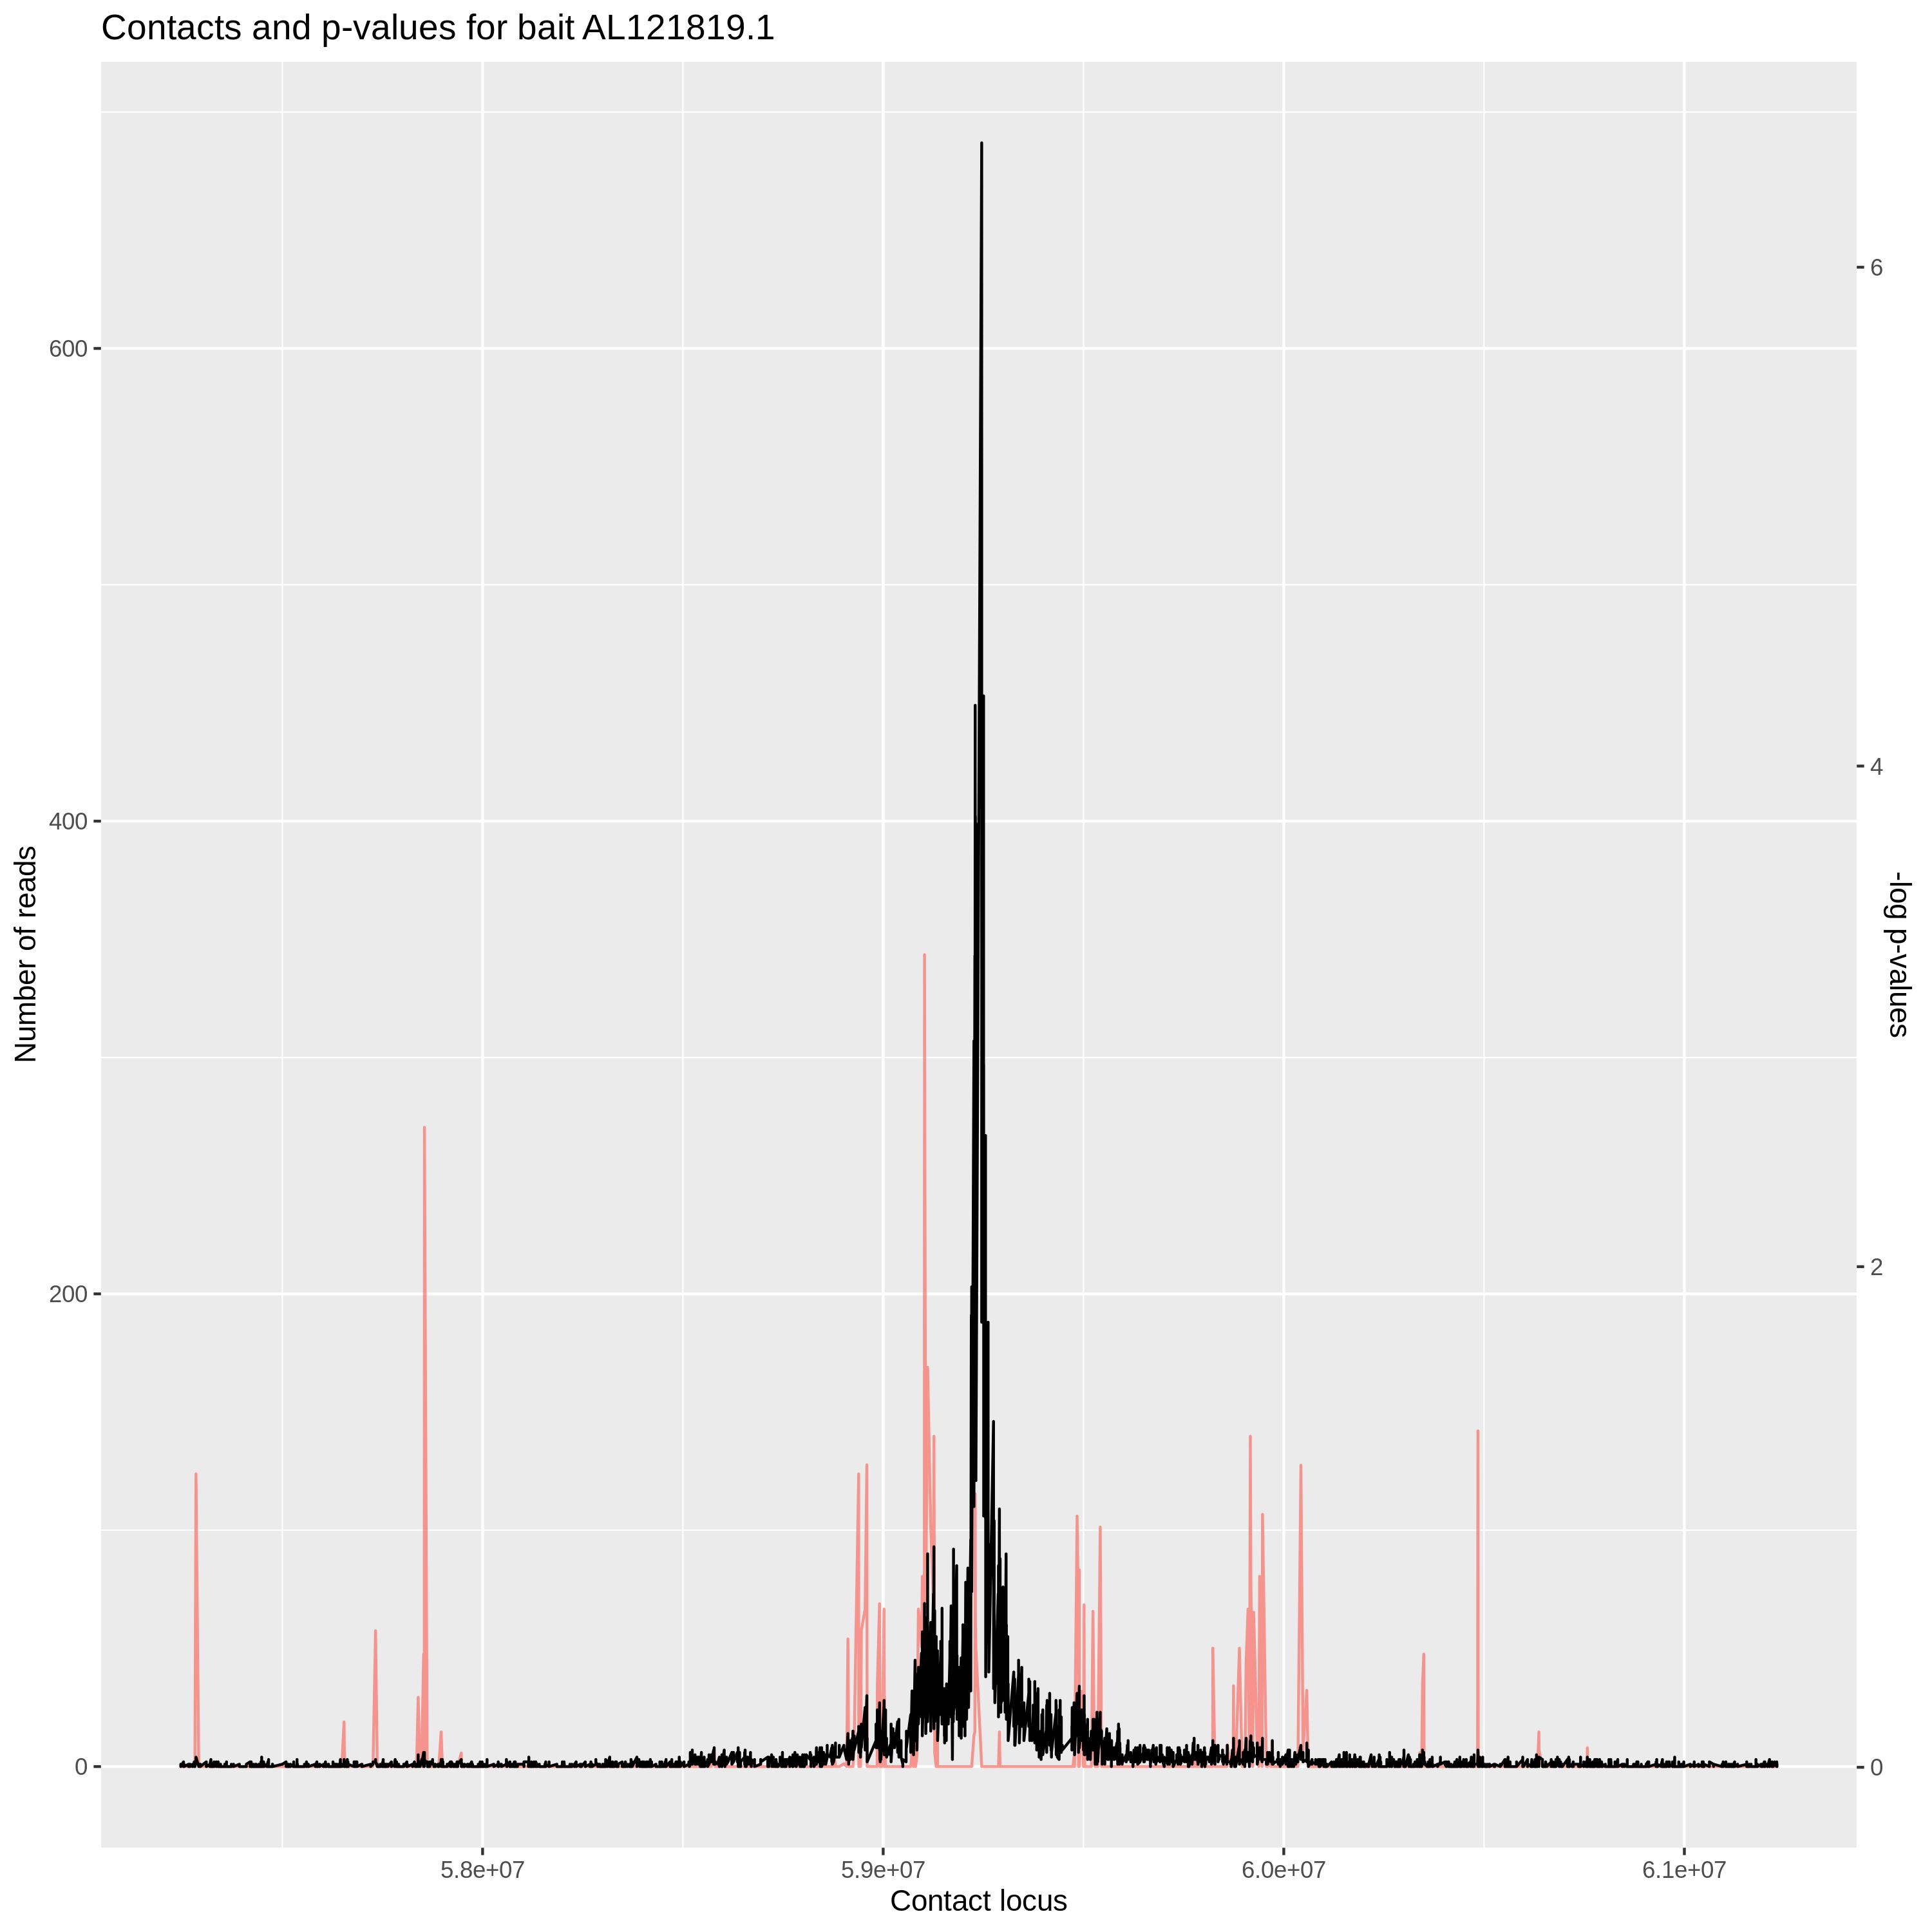 Contacts and p-values for bait AL121819.1
600
400
200
0
Number of reads
6
4
2
0
-log p-values
5.8e+07
5.9e+07
6.0e+07
6.1e+07
Contact locus